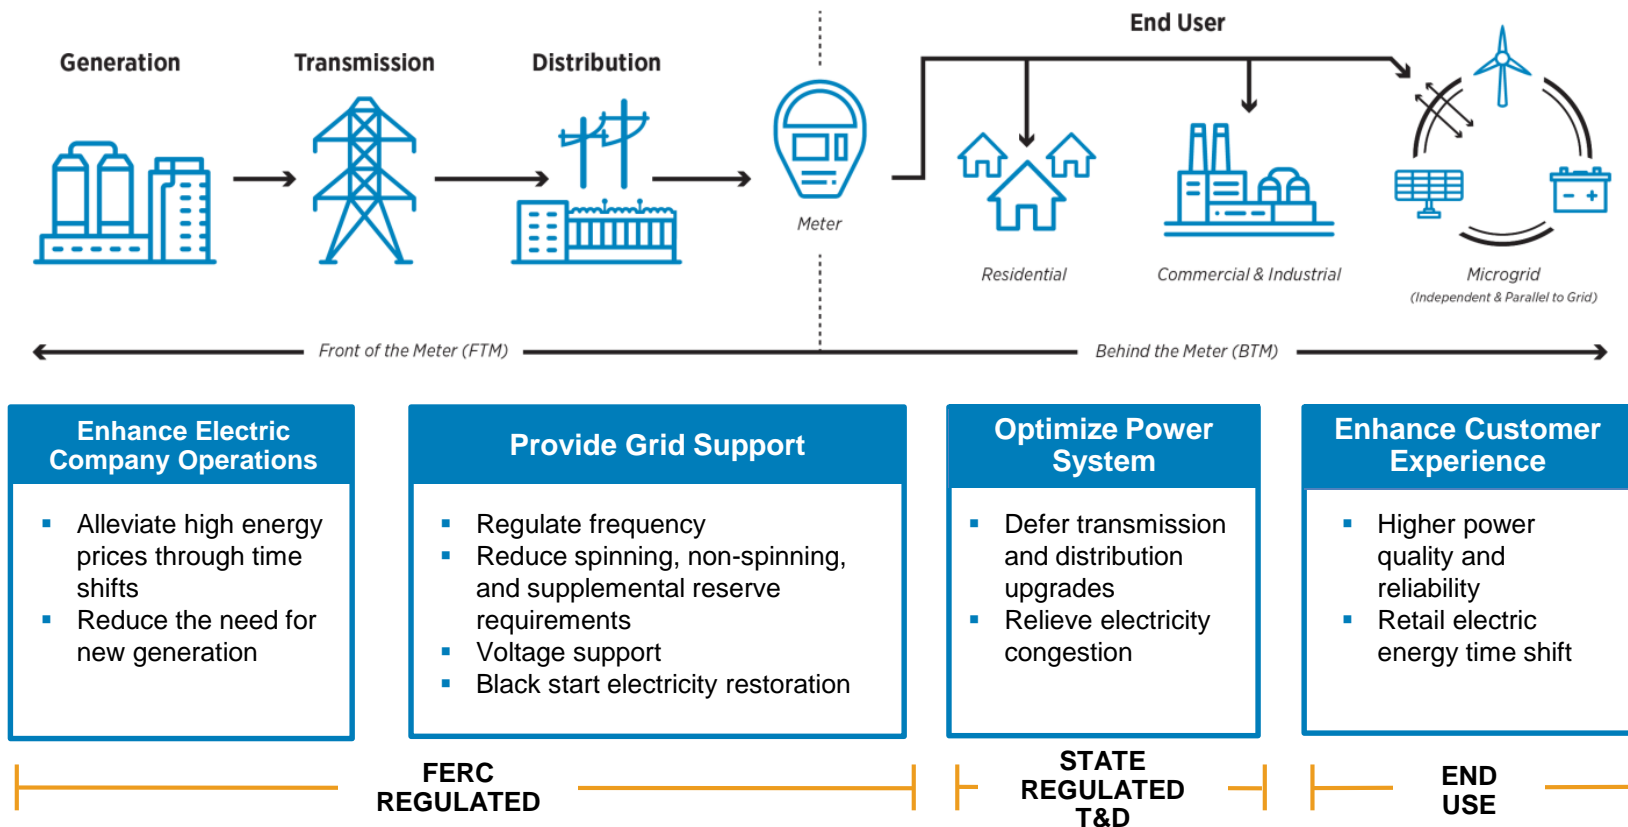 End User
Generation
Transmission
Distribution
Meter
Residential
Commercial & Industrial
Microgrid
(Independent & Parallel to Grid)
Front of the Meter (FTM)
Behind the Meter (BTM)
Enhance Electric
Company Operations
▪ Alleviate high energy
prices through time
shifts
▪ Reduce the need for
new generation
Provide Grid Support
▪ Regulate frequency
▪ Reduce spinning, non-spinning,
and supplemental reserve
requirements
▪ Voltage support
▪ Black start electricity restoration
Optimize Power
System
▪ Defer transmission
and distribution
upgrades
▪ Relieve electricity
congestion
Enhance Customer
Experience
▪ Higher power
quality and
reliability
▪ Retail electric
energy time shift
FERC
REGULATED
STATE
REGULATED
T&D
END
USE